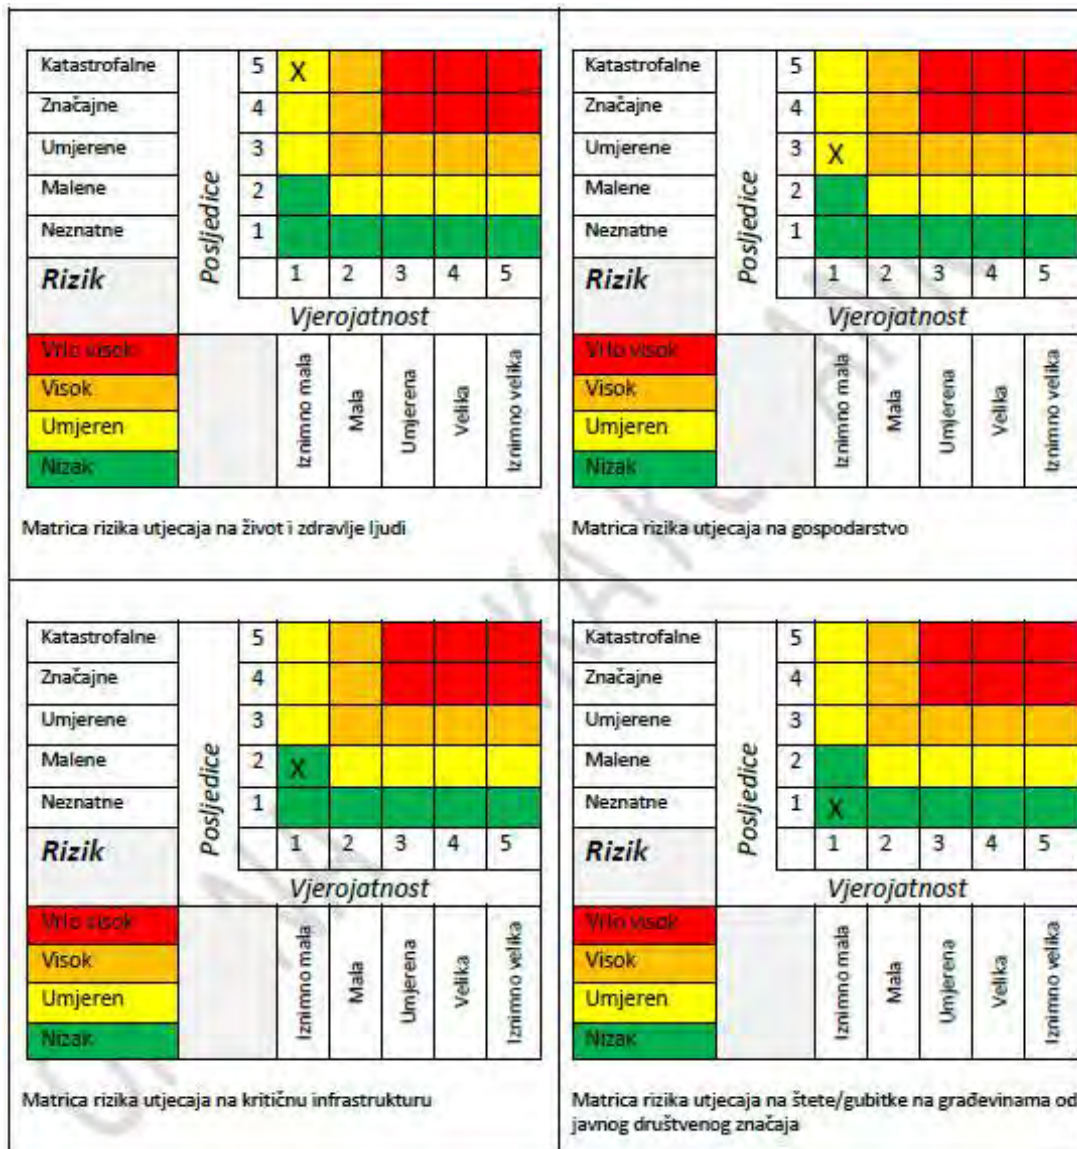 Katastrofalne 5 X
Značajne 4
Umjerene 3
Malene 2
Neznatne 1
Posljedice
Rizik 1 2 3 4 5
Vjerojatnost
Vrlo visok
Visok
Umjeren
Nizak
Iznimno mala
Mala
Umjerena
Velika
Iznimno velika
Matrica rizika utjecaja na život i zdravlje ljudi
Katastrofalne 5
Značajne 4
Umjerene 3 X
Malene 2
Neznatne 1
Posljedice
Rizik 1 2 3 4 5
Vjerojatnost
Vrlo visok
Visok
Umjeren
Nizak
Iznimno mala
Mala
Umjerena
Velika
Iznimno velika
Matrica rizika utjecaja na gospodarstvo
Katastrofalne 5
Značajne 4
Umjerene 3
Malene 2 X
Neznatne 1
Posljedice
Rizik 1 2 3 4 5
Vjerojatnost
Vrlo visok
Visok
Umjeren
Nizak
Iznimno mala
Mala
Umjerena
Velika
Iznimno velika
Matrica rizika utjecaja na kritičnu infrastrukturu
Katastrofalne 5
Značajne 4
Umjerene 3
Malene 2
Neznatne 1 X
Posljedice
Rizik 1 2 3 4 5
Vjerojatnost
Vrlo visok
Visok
Umjeren
Nizak
Iznimno mala
Mala
Umjerena
Velika
Iznimno velika
Matrica rizika utjecaja na štete/gubitke na građevinama od
javnog društvenog značaja